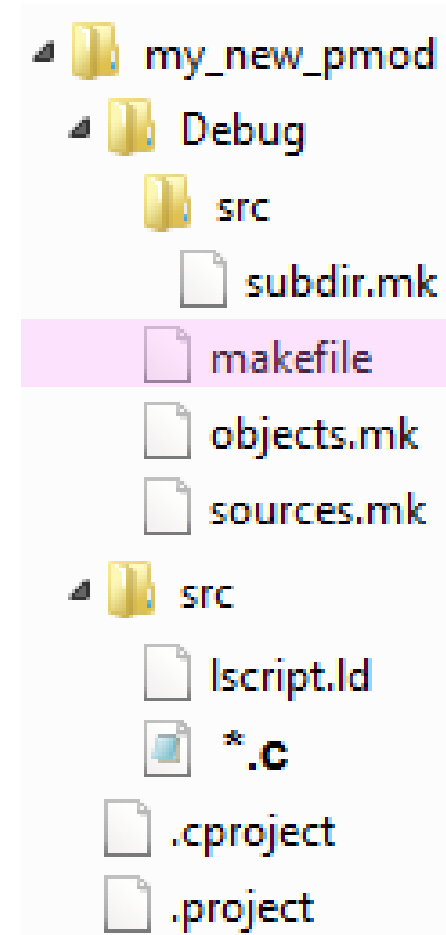 my_new_pmod
Debug
src
subdir.mk
makefile
objects.mk
sources.mk
src
lscript.ld
*.c
.cproject
.project